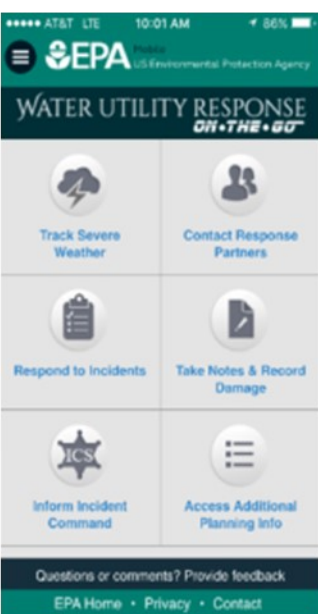 AT&T LTE 10:01 AM 86%
EPA Mobile
US Environmental Protection Agency
WATER UTILITY RESPONSE
ON•THE•GO
Track Severe
Weather
Contact Response
Partners
Respond to Incidents
Take Notes & Record
Damage
ICS
Inform Incident
Command
Access Additional
Planning Info
Questions or comments? Provide feedback
EPA Home • Privacy • Contact